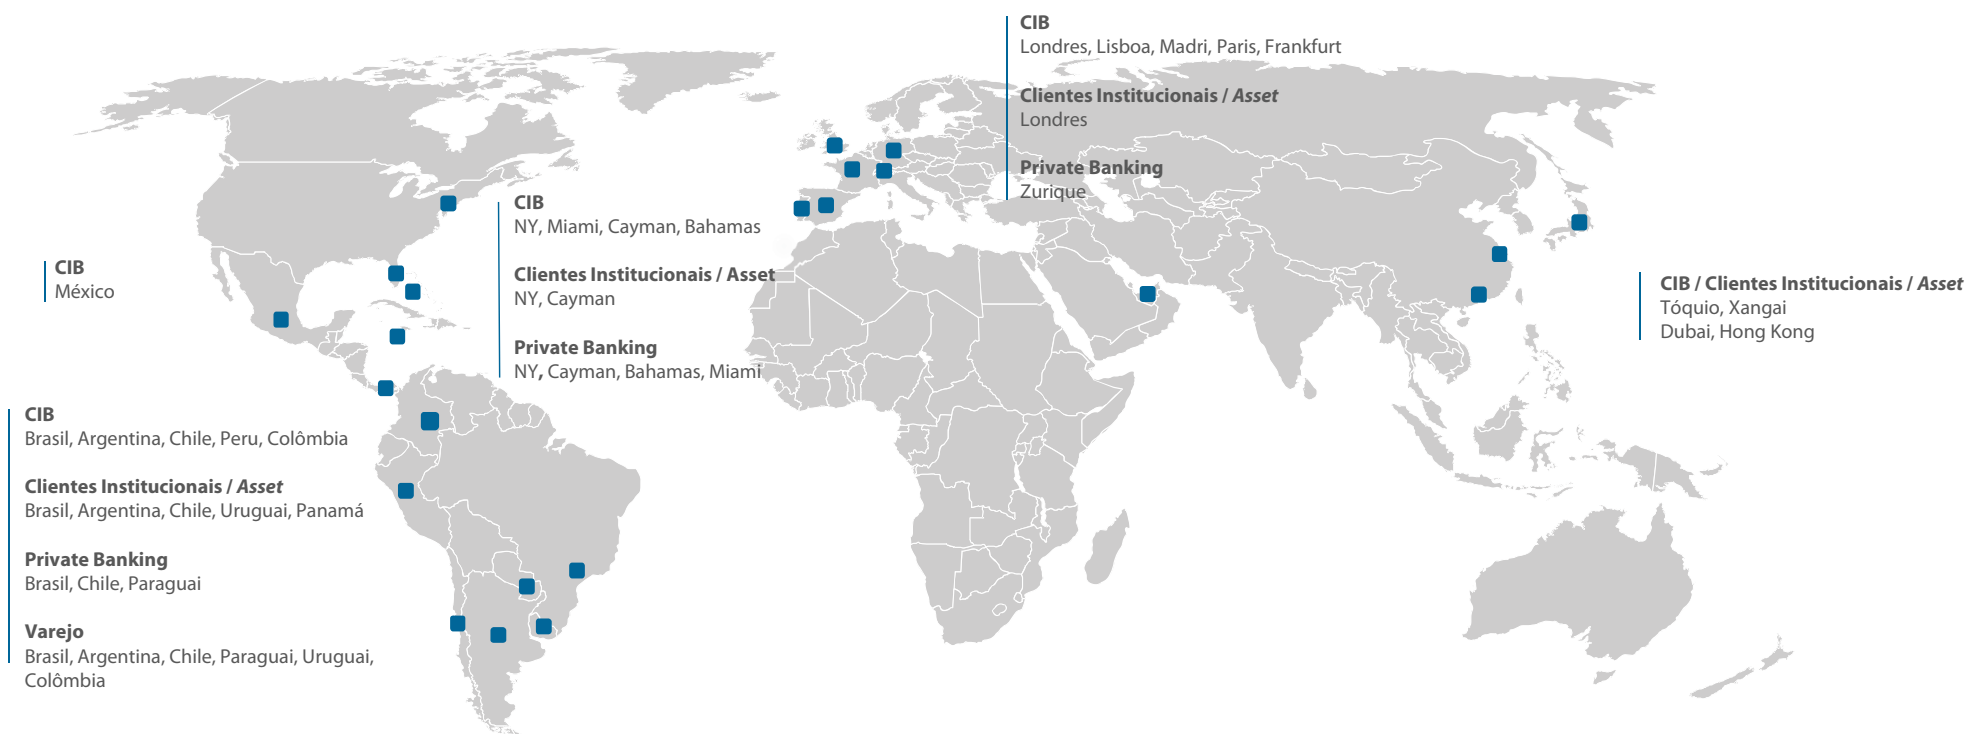 CIB
Londres, Lisboa, Madri, Paris, Frankfurt
Clientes Institucionais / Asset
Londres
Private Banking
Zurique
CIB
NY, Miami, Cayman, Bahamas
Clientes Institucionais / Asset
NY, Cayman
Private Banking
NY, Cayman, Bahamas, Miami
CIB
México
CIB / Clientes Institucionais / Asset
Tóquio, Xangai
Dubai, Hong Kong
CIB
Brasil, Argentina, Chile, Peru, Colômbia
Clientes Institucionais / Asset
Brasil, Argentina, Chile, Uruguai, Panamá
Private Banking
Brasil, Chile, Paraguai
Varejo
Brasil, Argentina, Chile, Paraguai, Uruguai,
Colômbia